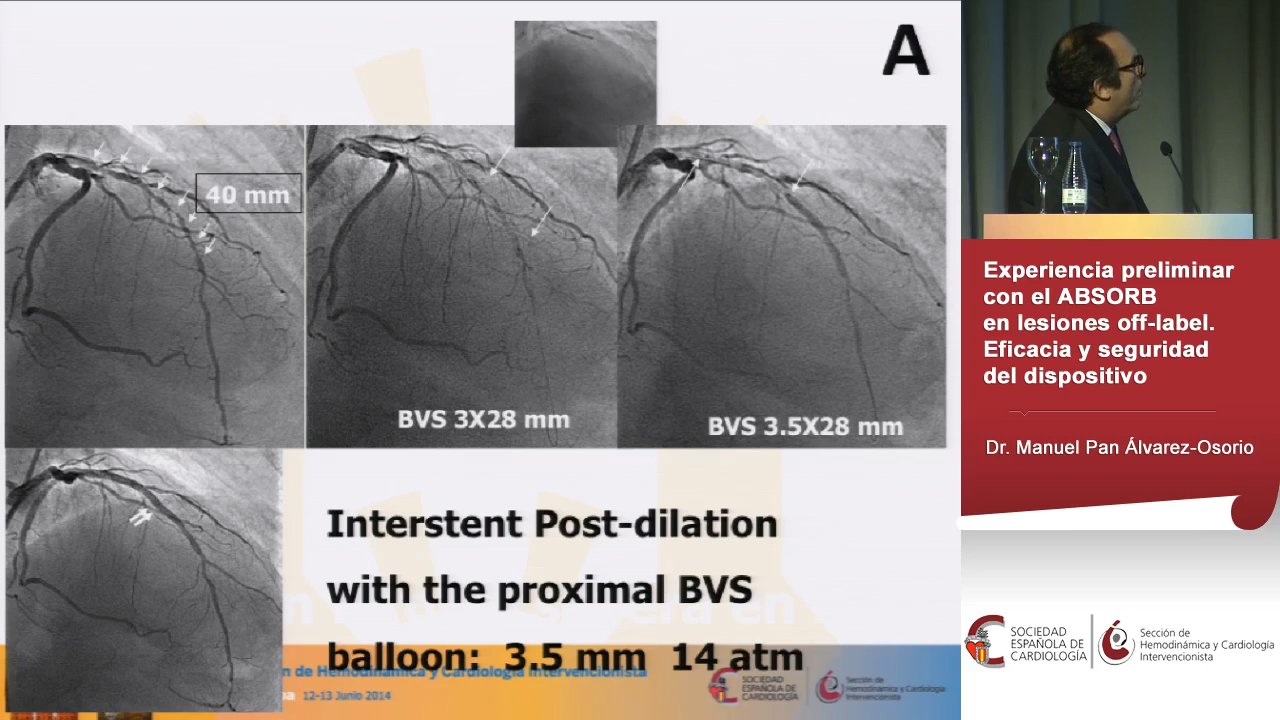 A
40 mm
BVS 3X28 mm
BVS 3.5X28 mm
Interstent Post-dilation
with the proximal BVS
balloon: 3.5 mm 14 atm
de Hemodinámica y Cardiología Intervencionista
12-13 Junio 2014
SOCIEDAD
ESPAÑOLA DE
CARDIOLOGÍA
Sección de
Hemodinámica y Cardiología
Intervencionista
Experiencia preliminar
con el ABSORB
en lesiones off-label.
Eficacia y seguridad
del dispositivo
Dr. Manuel Pan Álvarez-Osorio
SOCIEDAD
ESPAÑOLA DE
CARDIOLOGÍA
Sección de
Hemodinámica y Cardiología
Intervencionista